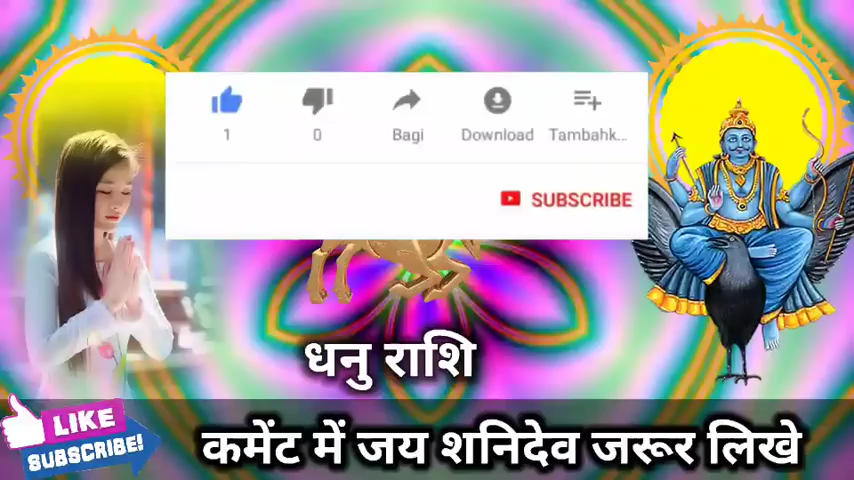 1 0 Bagi Download Tambahk...
SUBSCRIBE
धनु राशि
LIKE
SUBSCRIBE!
कमेंट में जय शनिदेव जरूर लिखे